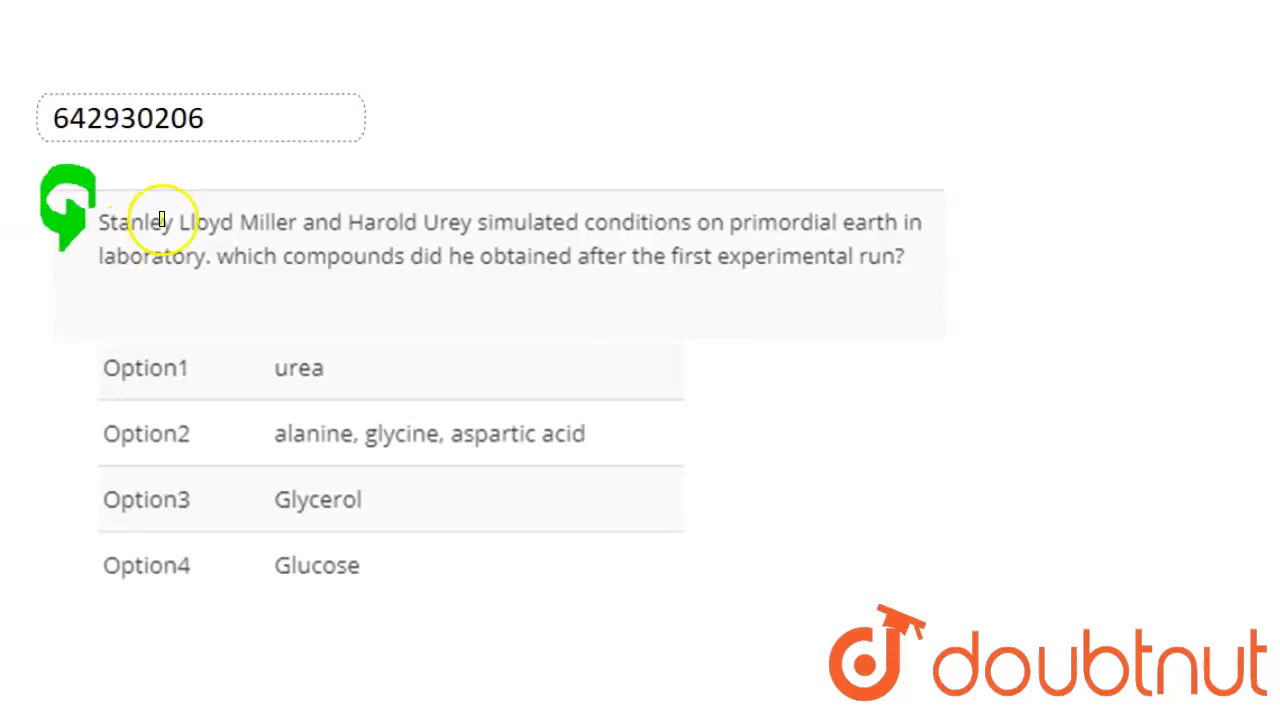 642930206
Stanley Lloyd Miller and Harold Urey simulated conditions on primordial earth in
laboratory. which compounds did he obtained after the first experimental run?
Option1 urea
Option2 alanine, glycine, aspartic acid
Option3 Glycerol
Option4 Glucose
doubtnut